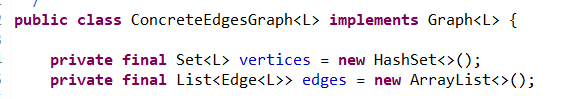 public class ConcreteEdgesGraph<L> implements Graph<L> {
private final Set<L> vertices = new HashSet<>();
private final List<Edge<L>> edges = new ArrayList<>();